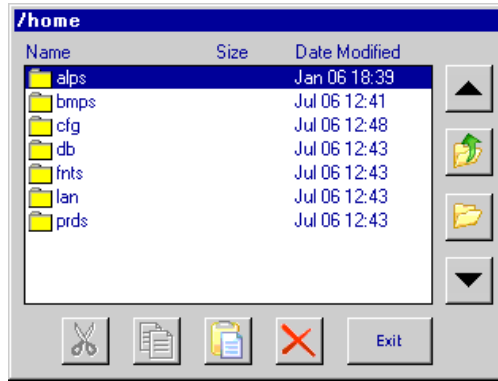 /home
Name Size Date Modified
alps Jan 06 18:39
bmps Jul 06 12:41
cfg Jul 06 12:48
db Jul 06 12:43
fnts Jul 06 12:43
lan Jul 06 12:43
prds Jul 06 12:43
Exit